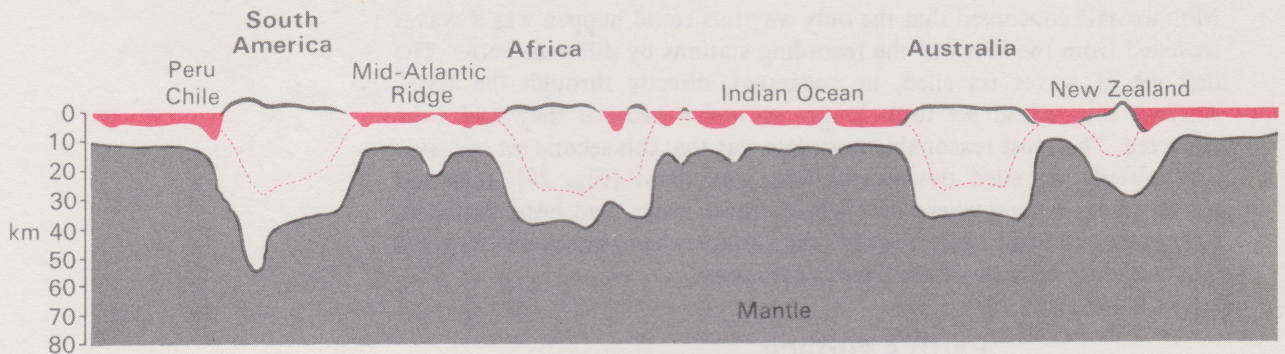 South
America
Africa
Australia
Peru
Chile
Mid-Atlantic
Ridge
Indian Ocean
New Zealand
0
10
20
30
km
40
50
60
70
80
Mantle